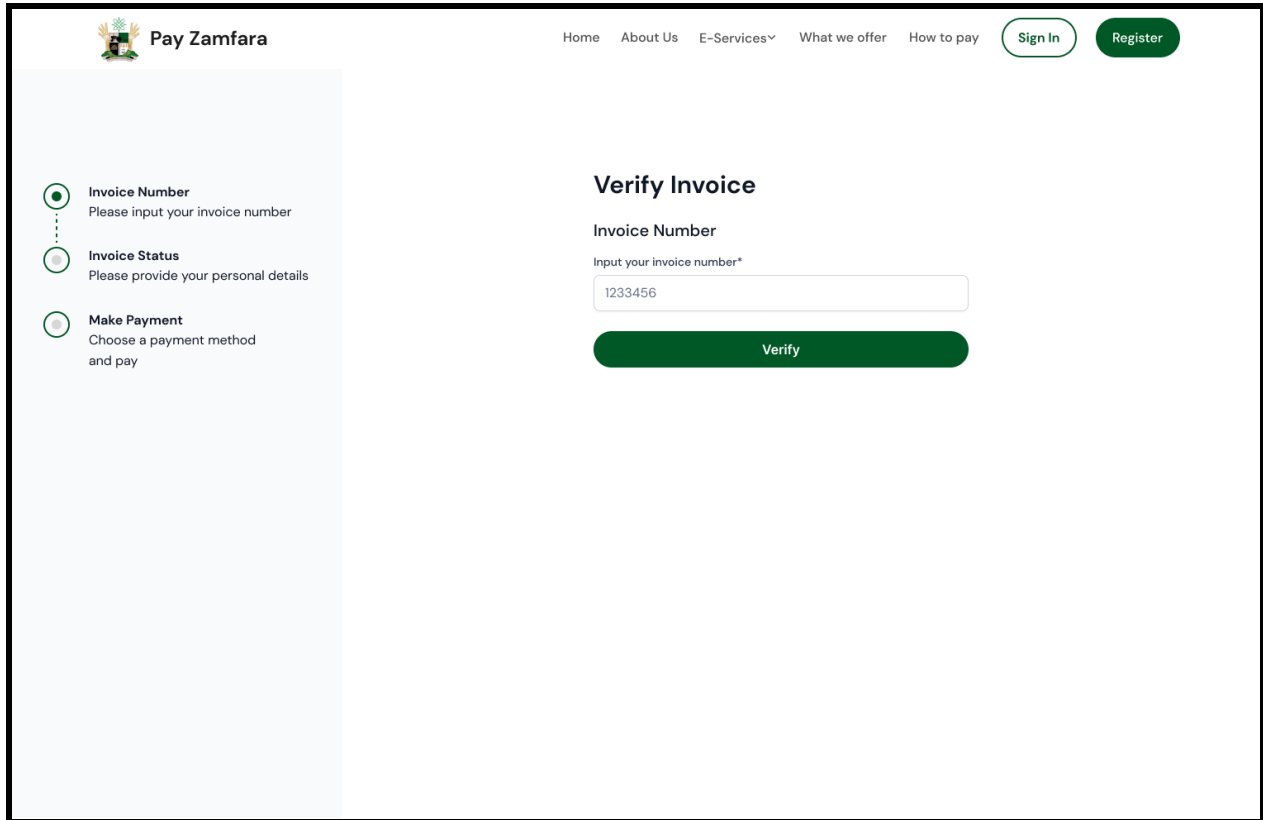 Pay Zamfara
Home About Us E-Services What we offer How to pay Sign In Register
Invoice Number
Please input your invoice number
Invoice Status
Please provide your personal details
Make Payment
Choose a payment method
and pay
Verify Invoice
Invoice Number
Input your invoice number*
1233456
Verify